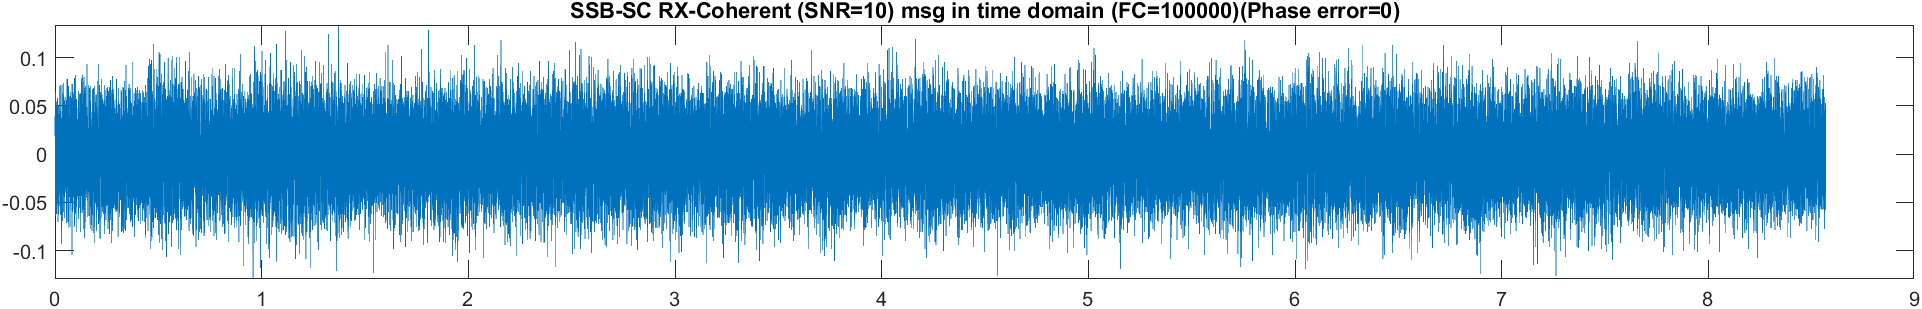 SSB-SC RX-Coherent (SNR=10) msg in time domain (FC=100000)(Phase error=0)
0.1
0.05
0
-0.05
-0.1
0 1 2 3 4 5 6 7 8 9